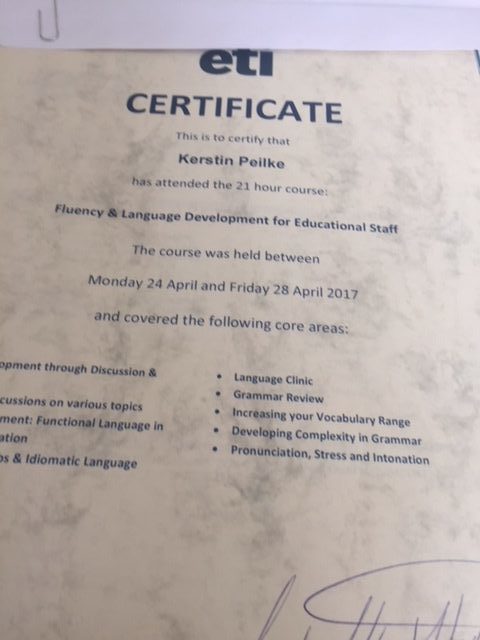 eti
CERTIFICATE
This is to certify that
Kerstin Peilke
has attended the 21 hour course:
Fluency & Language Development for Educational Staff
The course was held between
Monday 24 April and Friday 28 April 2017
and covered the following core areas:
opment through Discussion &
cussions on various topics
ment: Functional Language in
ation
& Idiomatic Language
• Language Clinic
• Grammar Review
• Increasing your Vocabulary Range
• Developing Complexity in Grammar
• Pronunciation, Stress and Intonation